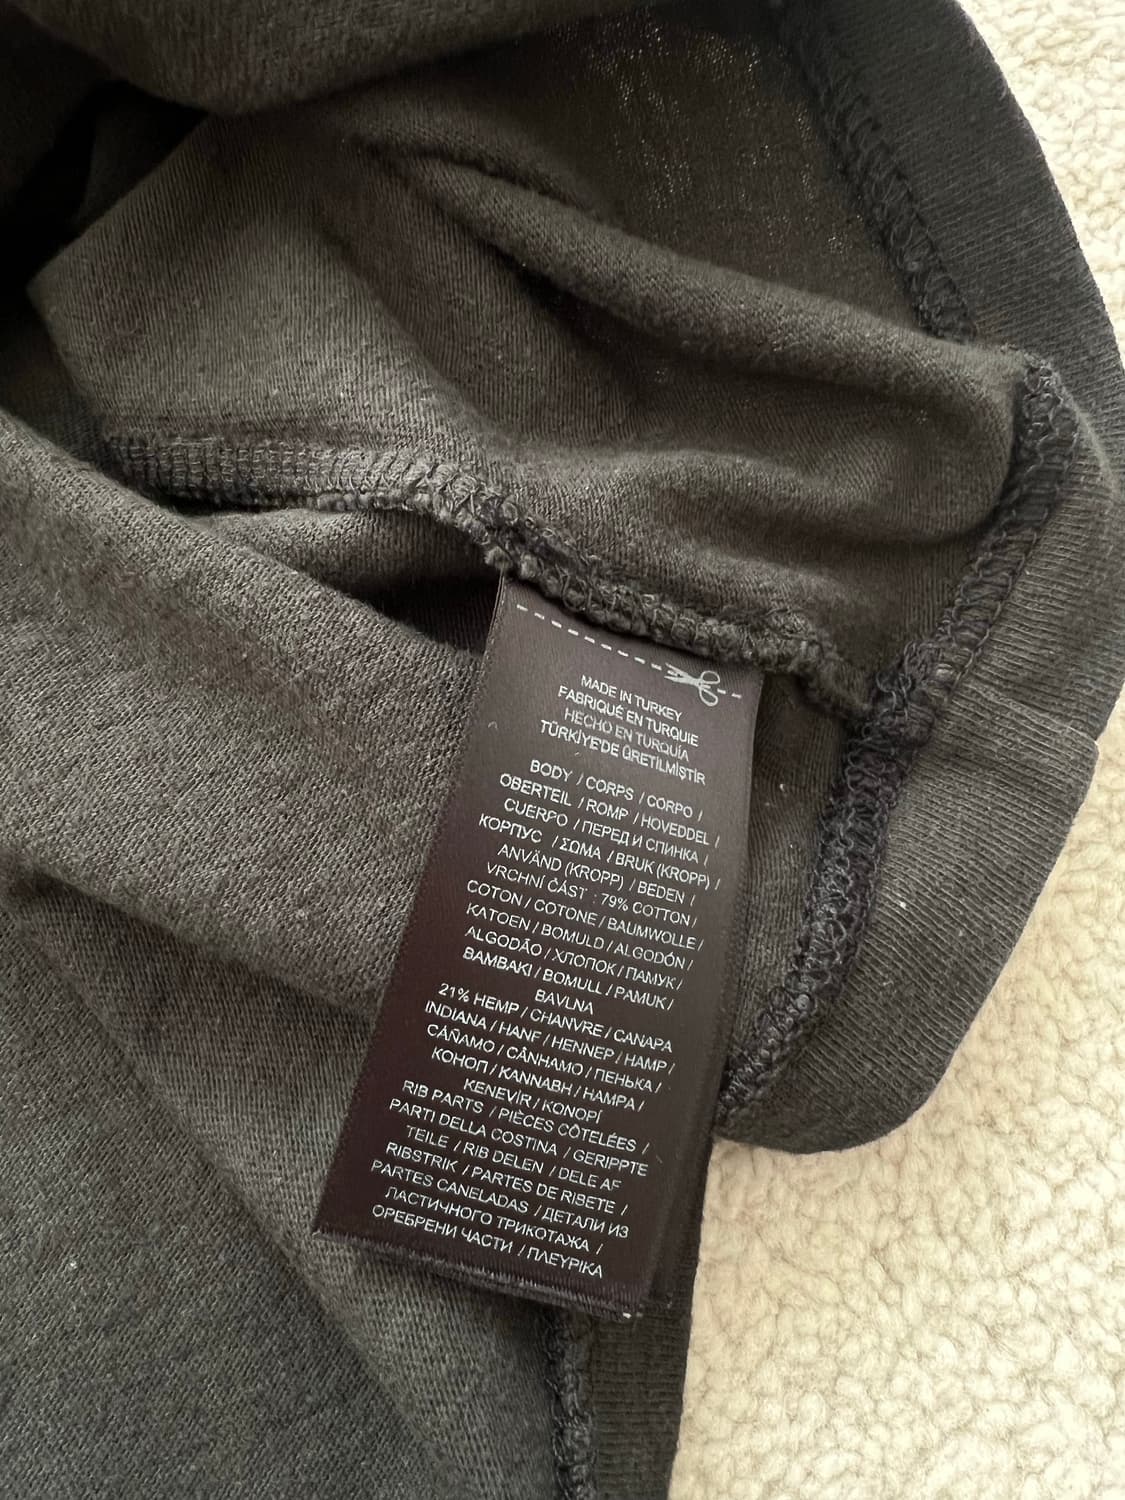 MADE IN TURKEY
FABRIQUÉ EN TURQUIE
HECHO EN TURQUÍA
TÜRKİYE'DE ÜRETİLMİŞTİR
BODY / CORPS / CORPO /
OBERTEIL / ROMP / HOVEDDEL /
CUERPO / ПЕРЕД И СПИНКА /
КОРПУС / ΣΩΜΑ / BRUK (KROPP) /
ANVÄND (KROPP) / BEDEN /
VRCHNÍ ČÁST : 79% COTTON /
COTON / COTONE / BAUMWOLLE /
KATOEN / BOMULD / ALGODÓN /
ALGODÃO / ХЛОПОК / ПАМУК /
BAMBAKI / BOMULL / PAMUK /
BAVLNA
21% HEMP / CHANVRE / CANAPA
INDIANA / HANF / HENNEP / HAMP /
CÁÑAMO / CÂNHAMO / ПЕНЬКА /
КОНОП / KANNABH / HAMPA /
KENEVİR / KONOPÍ
RIB PARTS / PIÈCES CÔTELÉES /
PARTI DELLA COSTINA / GERIPPTE
TEILE / RIB DELEN / DELE AF
RIBSTRIK / PARTES DE RIBETE /
PARTES CANELADAS / ДЕТАЛИ ИЗ
ЛАСТИЧНОГО ТРИКОТАЖА /
ОРЕБРЕНИ ЧАСТИ / ΠΛΕΥΡΙΚΑ